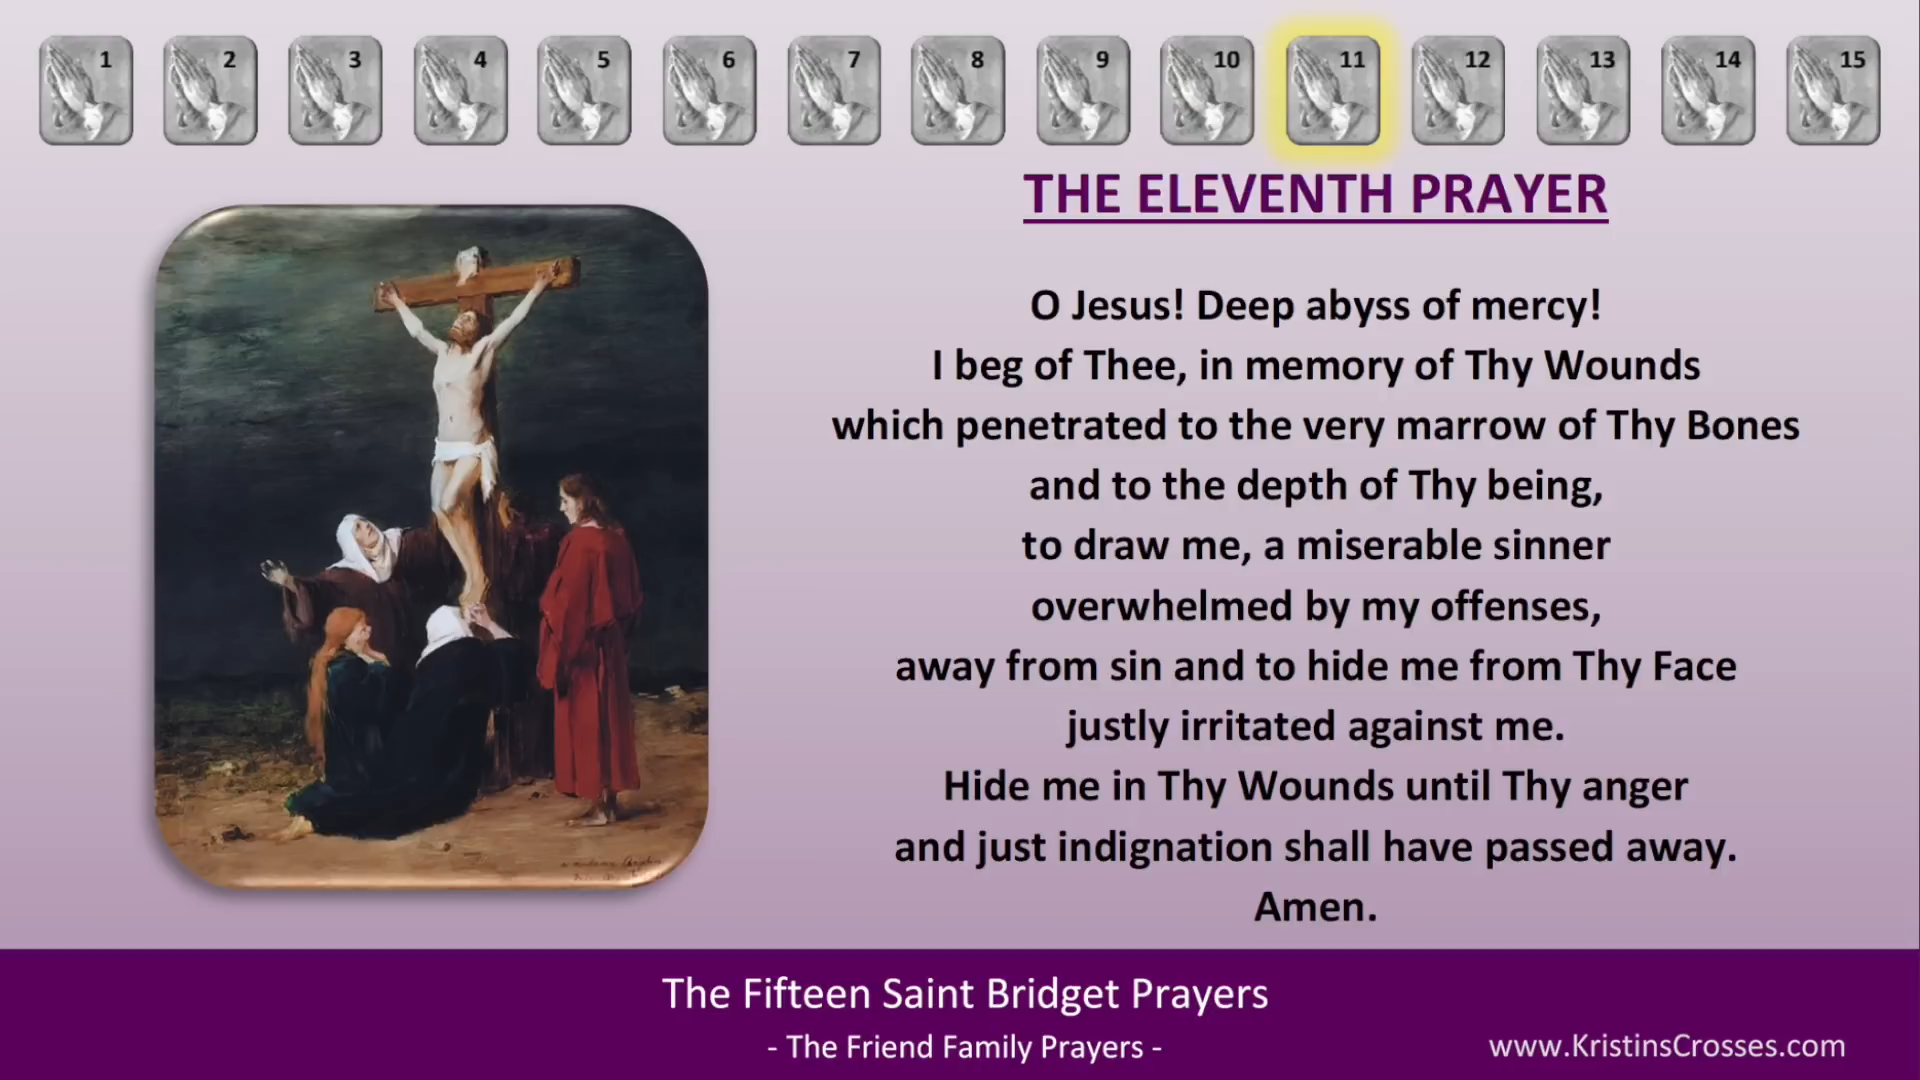 1 2 3 4 5 6 7 8 9 10 11 12 13 14 15
THE ELEVENTH PRAYER
O Jesus! Deep abyss of mercy!
I beg of Thee, in memory of Thy Wounds
which penetrated to the very marrow of Thy Bones
and to the depth of Thy being,
to draw me, a miserable sinner
overwhelmed by my offenses,
away from sin and to hide me from Thy Face
justly irritated against me.
Hide me in Thy Wounds until Thy anger
and just indignation shall have passed away.
Amen.
The Fifteen Saint Bridget Prayers
- The Friend Family Prayers -
www.KristinsCrosses.com